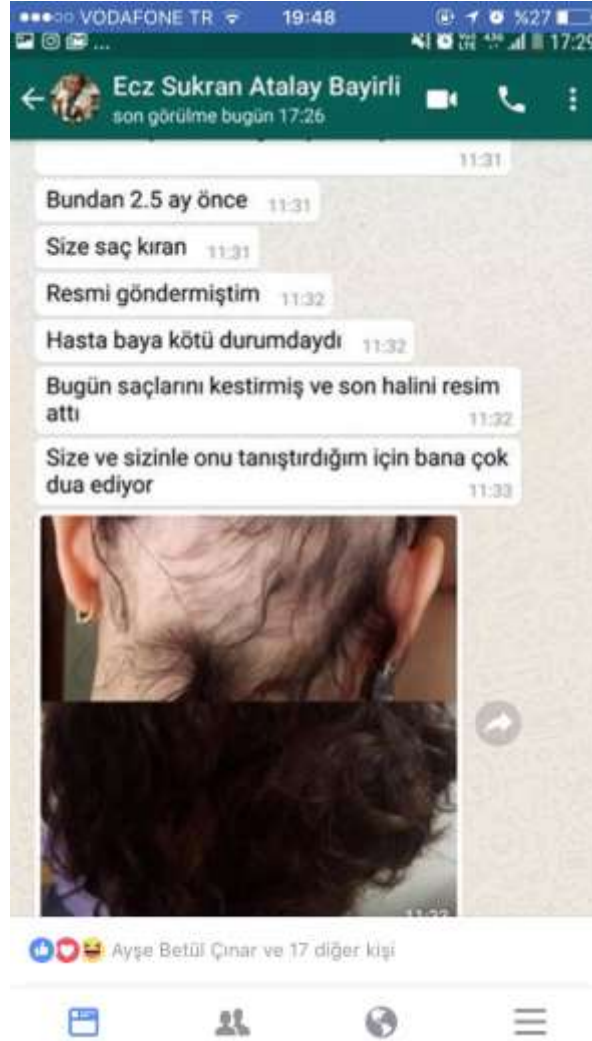 VODAFONE TR 19:48 %27
... 17:29
Ecz Sukran Atalay Bayirli
son görülme bugün 17:26
11:31
Bundan 2.5 ay önce 11:31
Size saç kıran 11:31
Resmi göndermiştim 11:32
Hasta baya kötü durumdaydı 11:32
Bugün saçlarını kestirmiş ve son halini resim
attı 11:32
Size ve sizinle onu tanıştırdığım için bana çok
dua ediyor 11:33
Ayşe Betül Çınar ve 17 diğer kişi